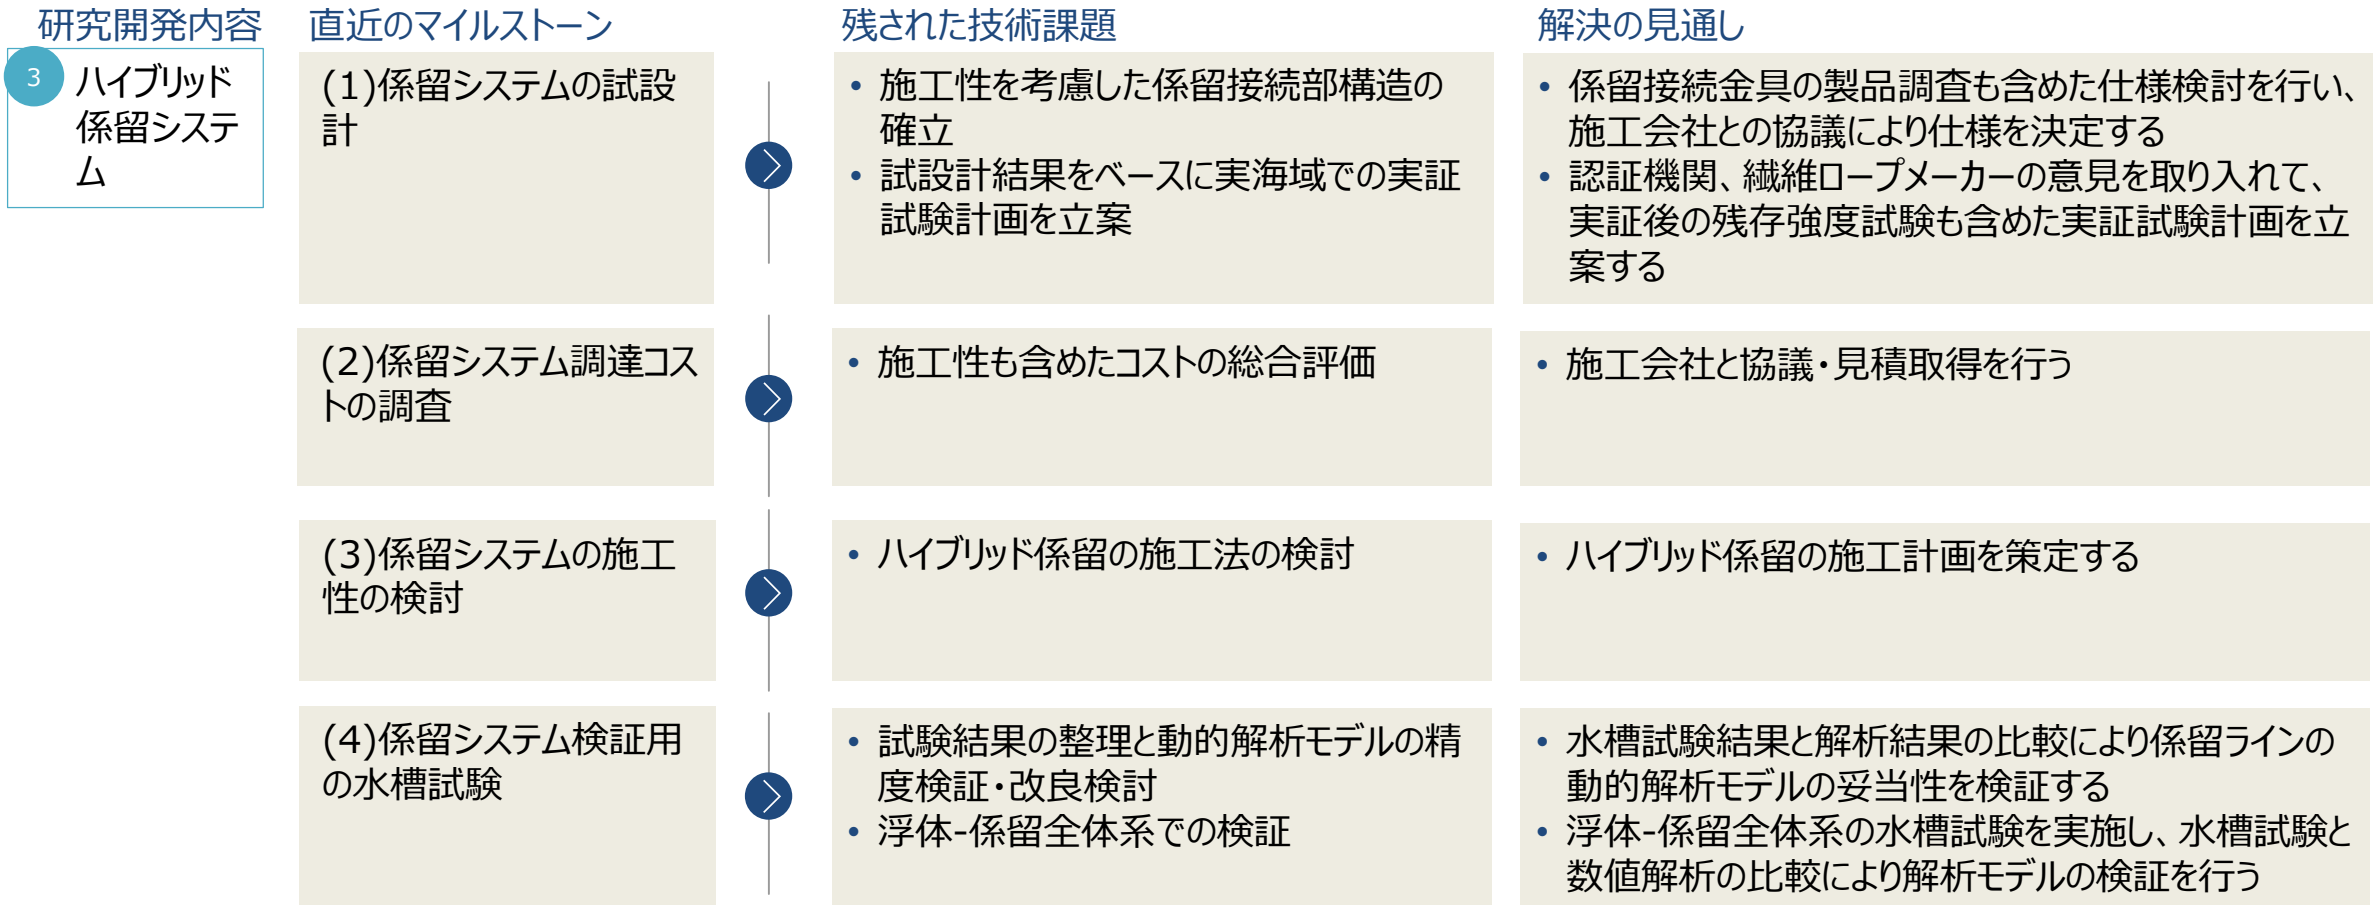 研究開発内容
直近のマイルストーン
残された技術課題
解決の見通し
3
ハイブリッド
係留システ
ム
(1)係留システムの試設
計
• 施工性を考慮した係留接続部構造の
確立
• 試設計結果をベースに実海域での実証
試験計画を立案
• 係留接続金具の製品調査も含めた仕様検討を行い、
施工会社との協議により仕様を決定する
• 認証機関、繊維ロープメーカーの意見を取り入れて、
実証後の残存強度試験も含めた実証試験計画を立
案する
(2)係留システム調達コス
トの調査
• 施工性も含めたコストの総合評価
• 施工会社と協議・見積取得を行う
(3)係留システムの施工
性の検討
• ハイブリッド係留の施工法の検討
• ハイブリッド係留の施工計画を策定する
(4)係留システム検証用
の水槽試験
• 試験結果の整理と動的解析モデルの精
度検証・改良検討
• 浮体-係留全体系での検証
• 水槽試験結果と解析結果の比較により係留ラインの
動的解析モデルの妥当性を検証する
• 浮体-係留全体系の水槽試験を実施し、水槽試験と
数値解析の比較により解析モデルの検証を行う